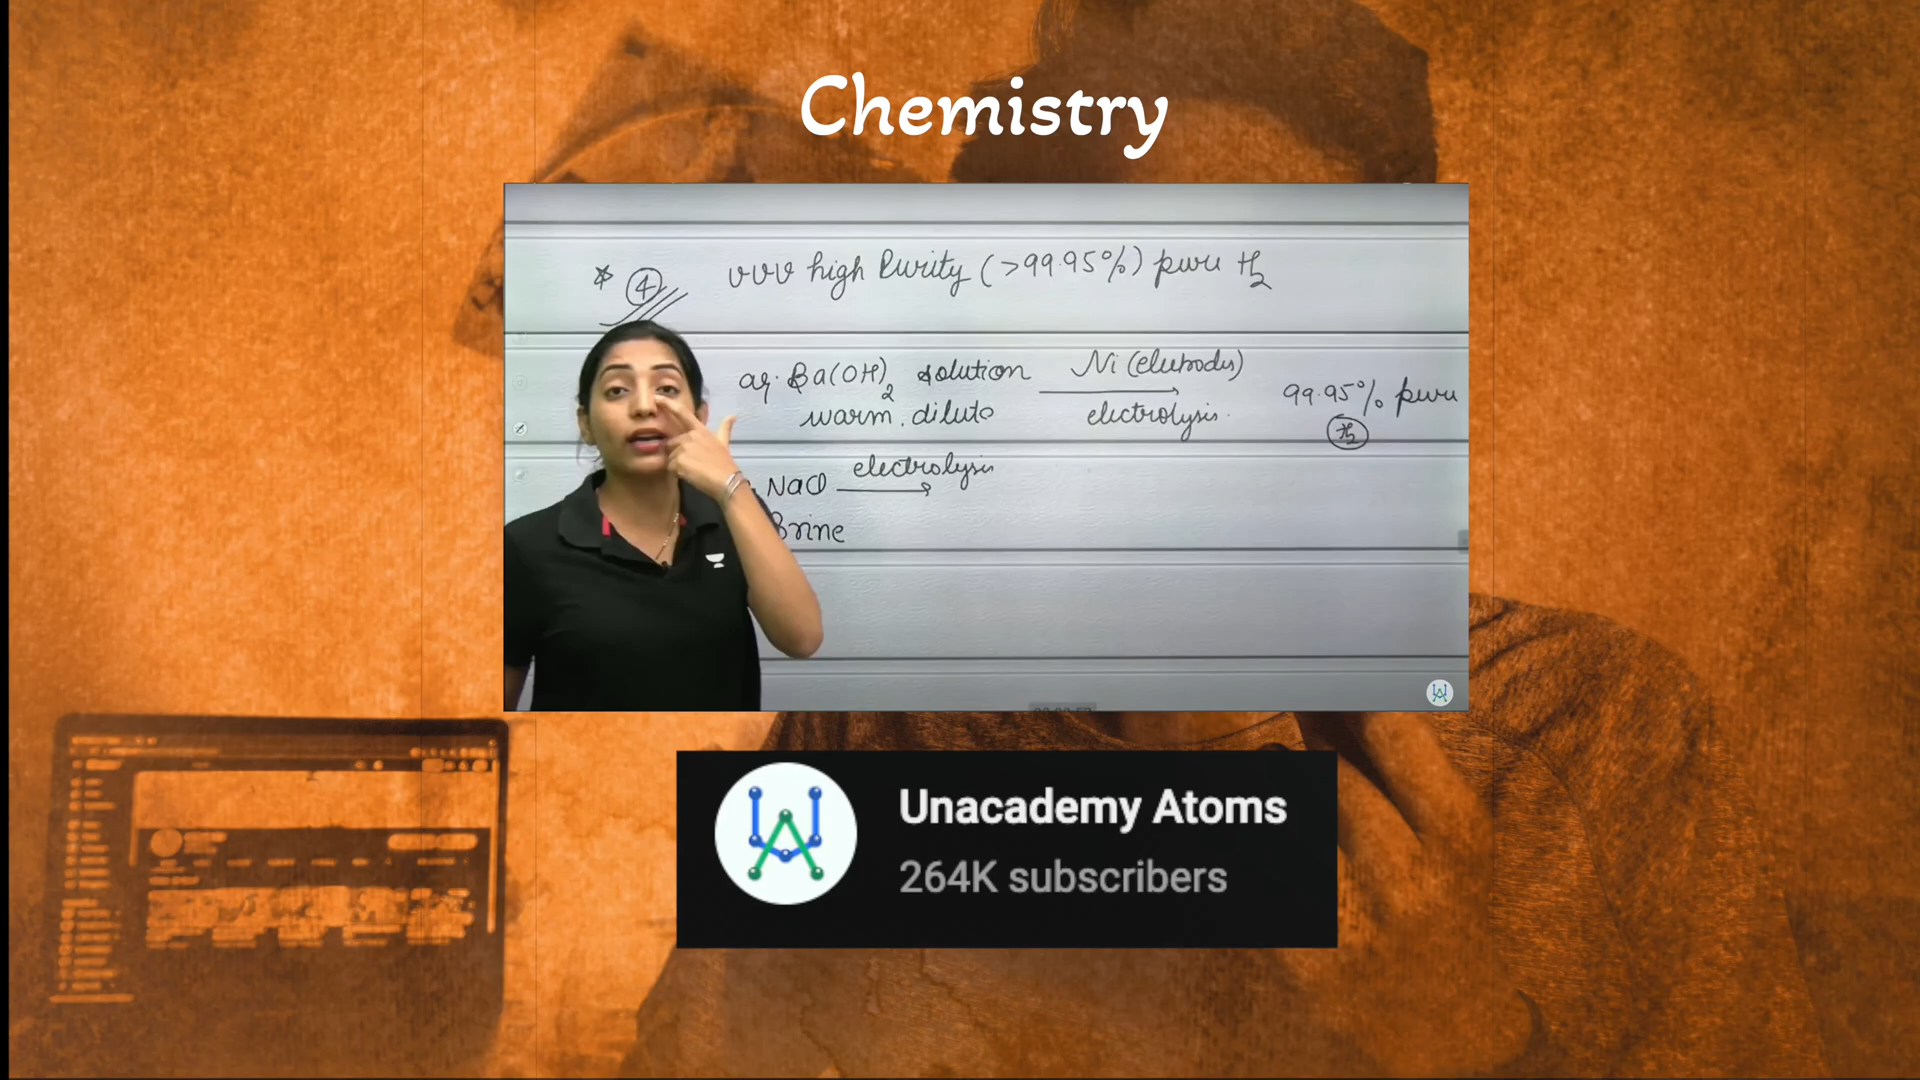 Chemistry
* 4 vvv high Purity (>99.95%) pure H2
aq. Ba(OH)2 solution Ni (electrodes) 99.95% pure
warm, dilute electrolysis. H2
NaCl electrolysis
Brine
Unacademy Atoms
264K subscribers